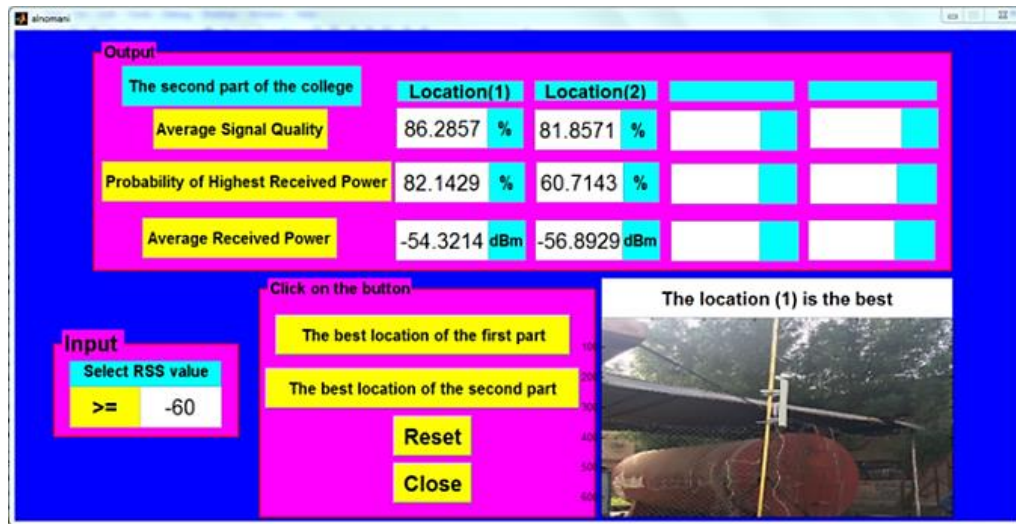 alnomani
Output
The second part of the college
Location(1)
Location(2)
Average Signal Quality
86.2857 %
81.8571 %
Probability of Highest Received Power
82.1429 %
60.7143 %
Average Received Power
-54.3214 dBm
-56.8929 dBm
Click on the button
The best location of the first part
The best location of the second part
Reset
Close
Input
Select RSS value
>= -60
The location (1) is the best